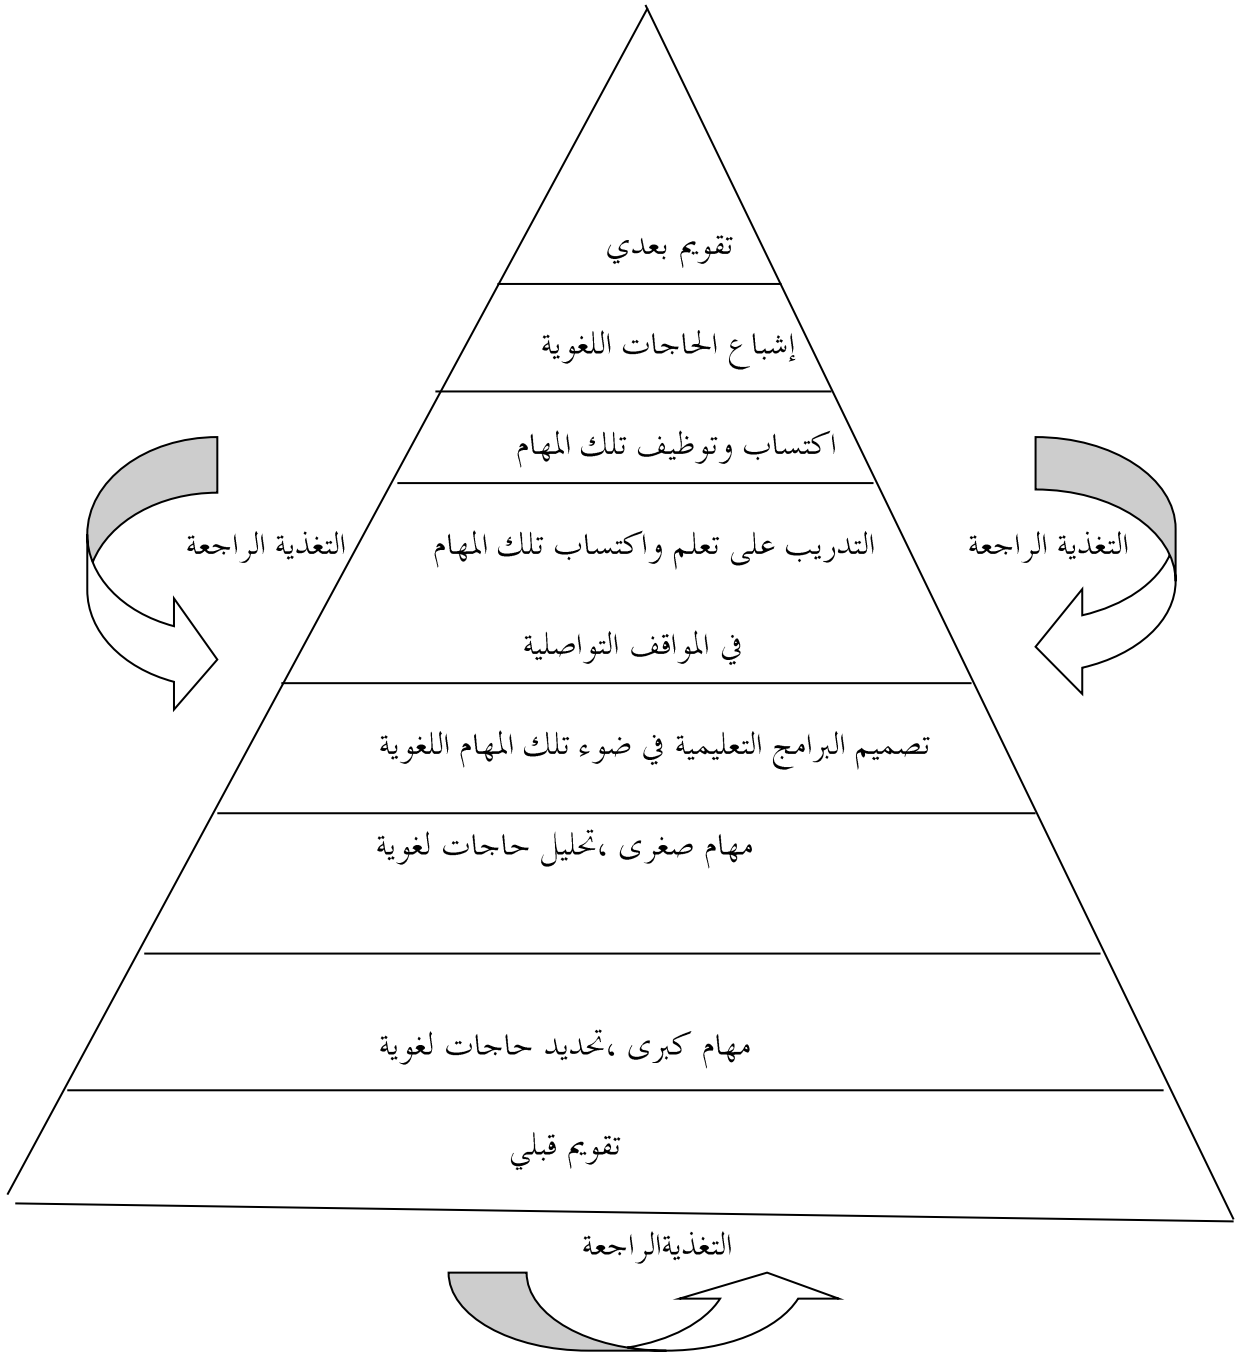 تقويم بعدي
إشباع الحاجات اللغوية
اكتساب وتوظيف تلك المهام
التغذية الراجعة
التدريب على تعلم واكتساب تلك المهام
التغذية الراجعة
في المواقف التواصلية
تصميم البرامج التعليمية في ضوء تلك المهام اللغوية
مهام صغرى ،تحليل حاجات لغوية
مهام كبرى ،تحديد حاجات لغوية
تقويم قبلي
التغذيةالراجعة